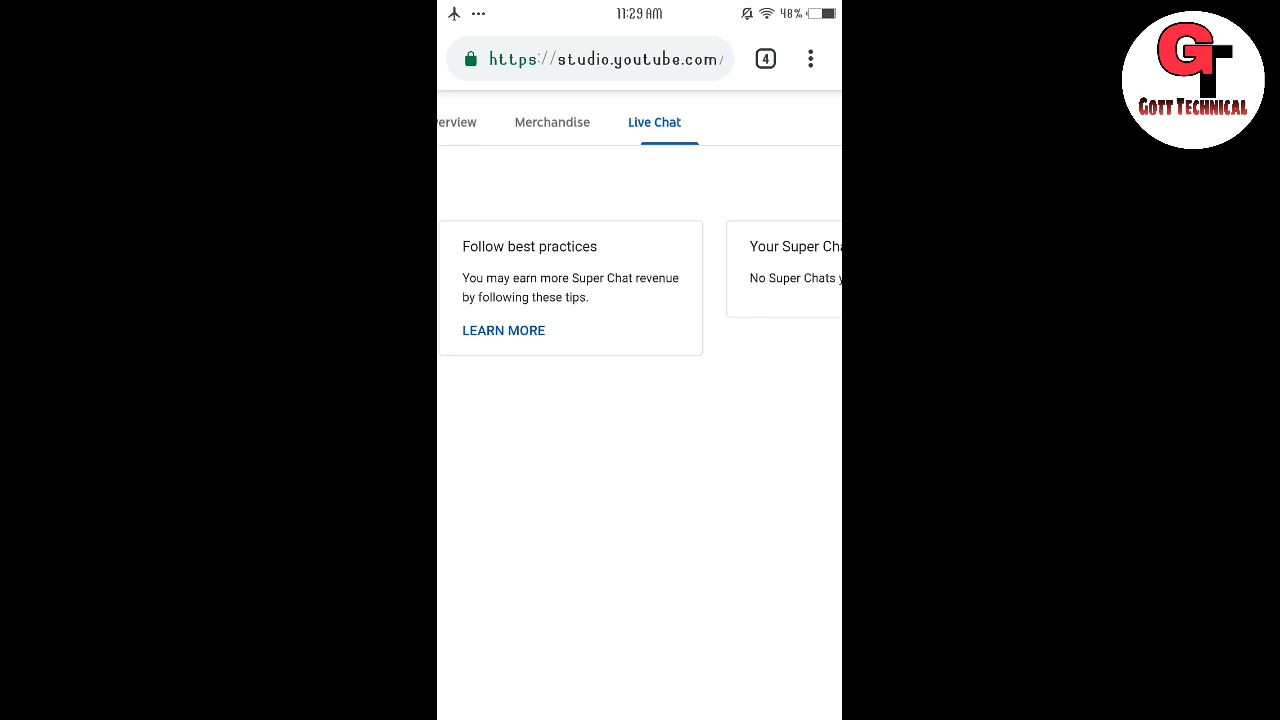 11:29 AM
48%
https://studio.youtube.com/
4
erview
Merchandise
Live Chat
Follow best practices
You may earn more Super Chat revenue
by following these tips.
LEARN MORE
Your Super Cha
No Super Chats y
GT
GOTT TECHNICAL